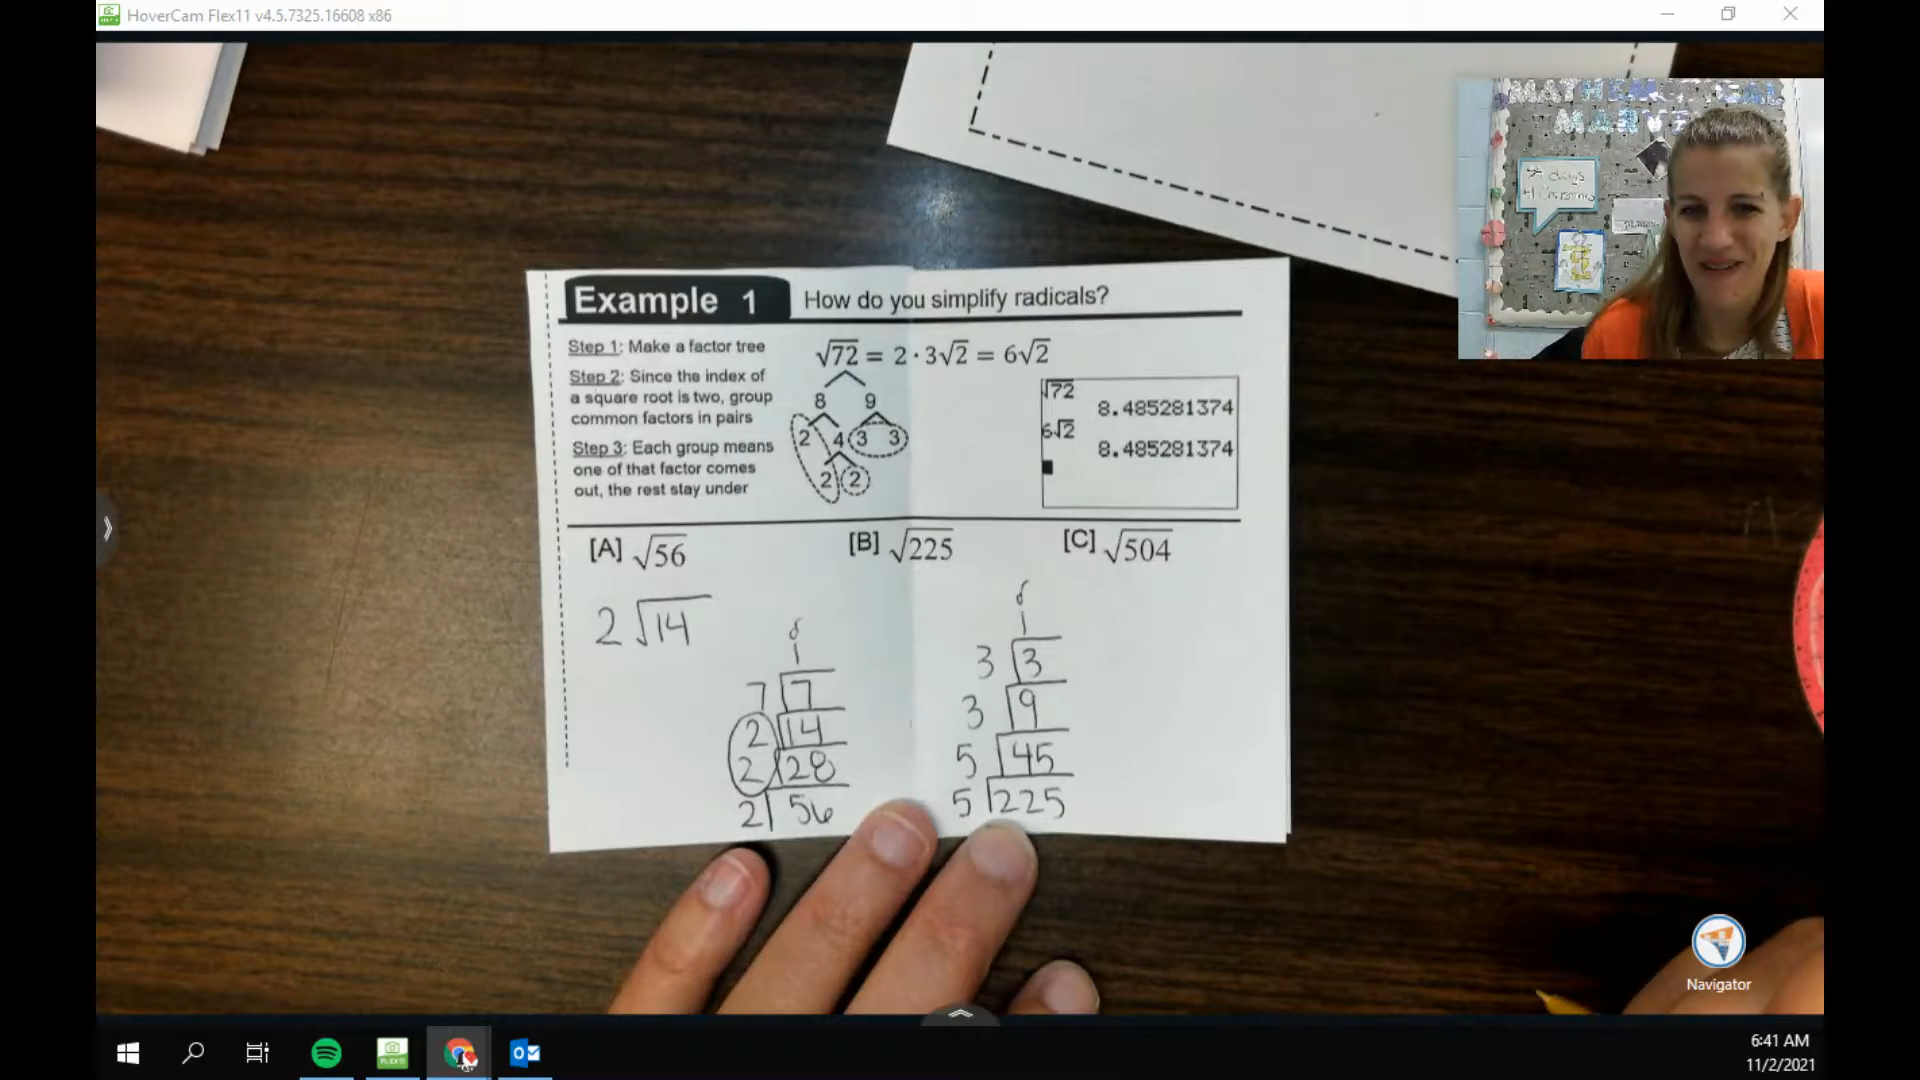 HoverCam Flex11 v4.5.7325.16608 x86
Example 1 How do you simplify radicals?
Step 1: Make a factor tree
Step 2: Since the index of
a square root is two, group
common factors in pairs
Step 3: Each group means
one of that factor comes
out, the rest stay under
√72 = 2 · 3√2 = 6√2
8 9
2 4 3 3
2 2
√72
8.485281374
6√2
8.485281374
[A] √56 [B] √225 [C] √504
2√14
1
7 7
2 14
2 28
2 56
1
3 3
3 9
5 45
5 225
Navigator
FLEX11
6:41 AM
11/2/2021